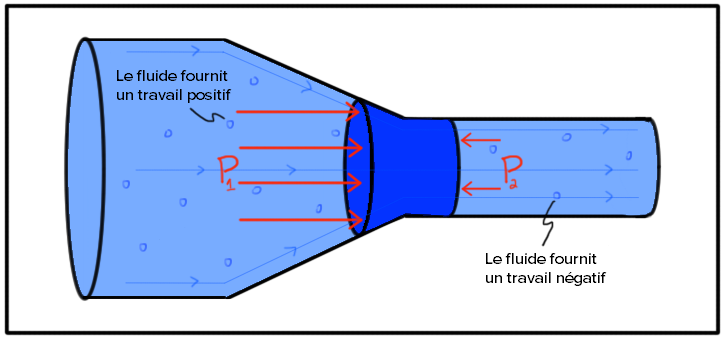 Le fluide fournit
un travail positif
P1
P2
Le fluide fournit
un travail négatif